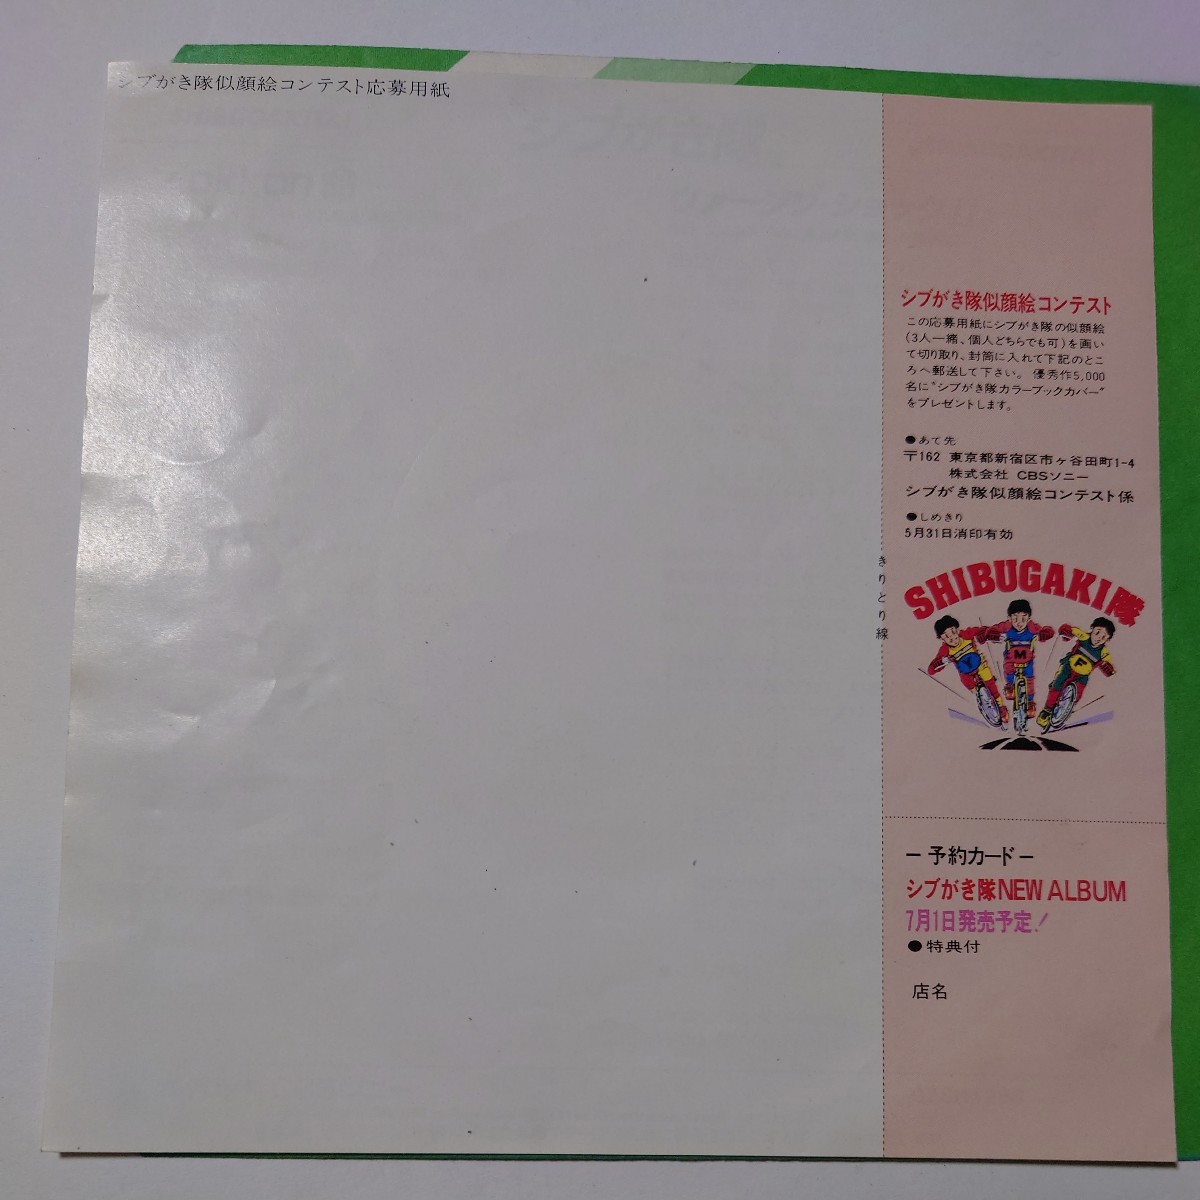 シブがき隊似顔絵コンテスト応募用紙
シブがき隊似顔絵コンテスト
この応募用紙にシブがき隊の似顔絵
(3人一緒、個人どちらでも可)を画い
て切り取り、封筒に入れて下記のとこ
ろへ郵送して下さい。優秀作5,000
名に"シブがき隊カラーブックカバー"
をプレゼントします。
●あて先
〒162 東京都新宿区市ヶ谷田町1-4
株式会社 CBSソニー
シブがき隊似顔絵コンテスト係
●しめきり
5月31日消印有効
きりとり線
SHIBUGAKI隊
Y M F
－予約カード－
シブがき隊NEW ALBUM
7月1日発売予定!
●特典付
店名